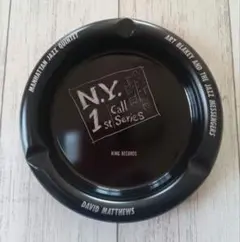 MANHATTAN JAZZ QUINTET
ART BLAKEY AND THE JAZZ MESSENGERS
N.Y.
Call
1st Series
KING RECORDS
DAVID MATTHEWS